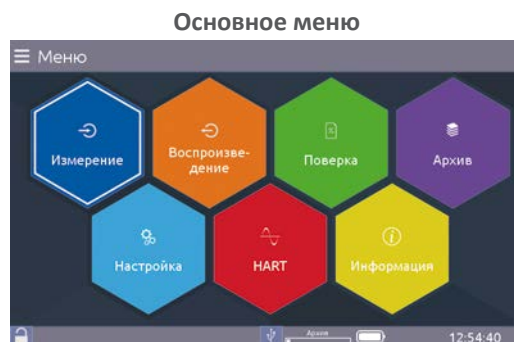 Основное меню
Меню
Измерение
Воспроизве-
дение
Поверка
Архив
Настройка
HART
Информация
Архив
12:54:40